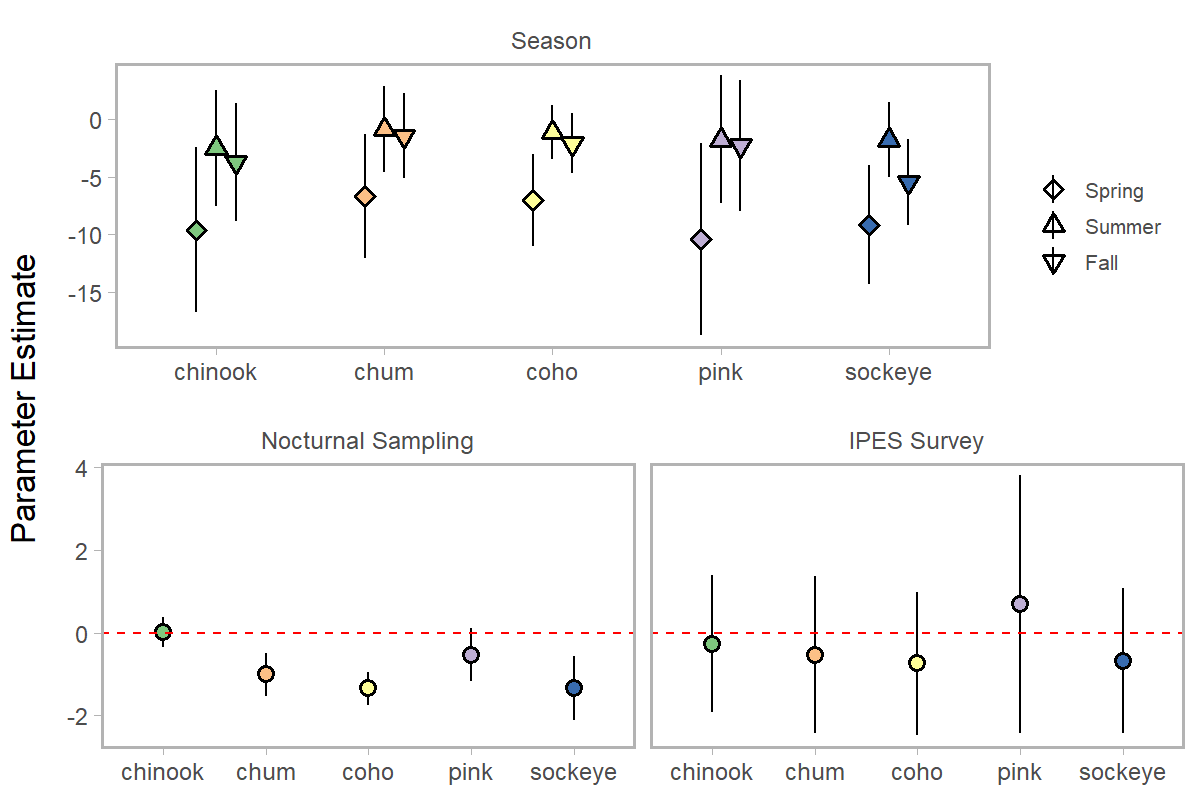 Season
0
-5
-10
-15
chinook chum coho pink sockeye
Spring
Summer
Fall
Parameter Estimate
Nocturnal Sampling
IPES Survey
4
2
0
-2
chinook chum coho pink sockeye
chinook chum coho pink sockeye